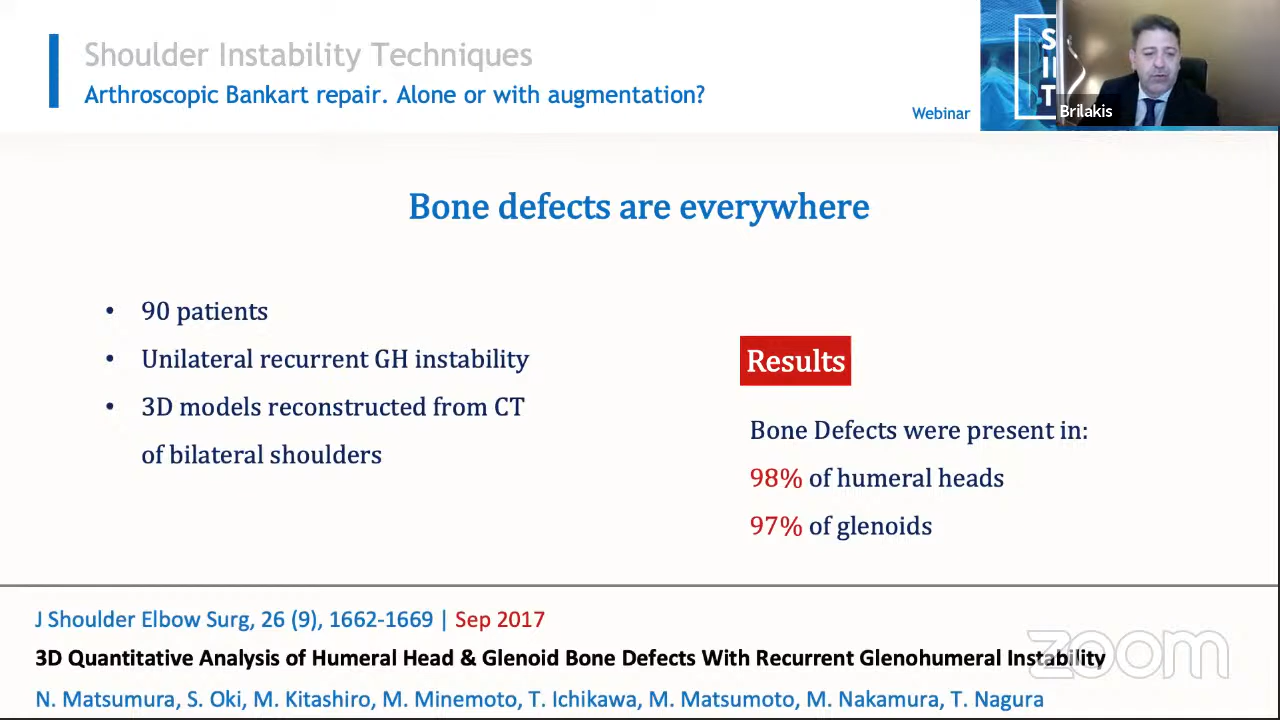 Shoulder Instability Techniques
Arthroscopic Bankart repair. Alone or with augmentation?
Webinar
S
II
T
Brilakis
Bone defects are everywhere
• 90 patients
• Unilateral recurrent GH instability
• 3D models reconstructed from CT
of bilateral shoulders
Results
Bone Defects were present in:
98% of humeral heads
97% of glenoids
J Shoulder Elbow Surg, 26 (9), 1662-1669 | Sep 2017
3D Quantitative Analysis of Humeral Head & Glenoid Bone Defects With Recurrent Glenohumeral Instability
N. Matsumura, S. Oki, M. Kitashiro, M. Minemoto, T. Ichikawa, M. Matsumoto, M. Nakamura, T. Nagura
zoom